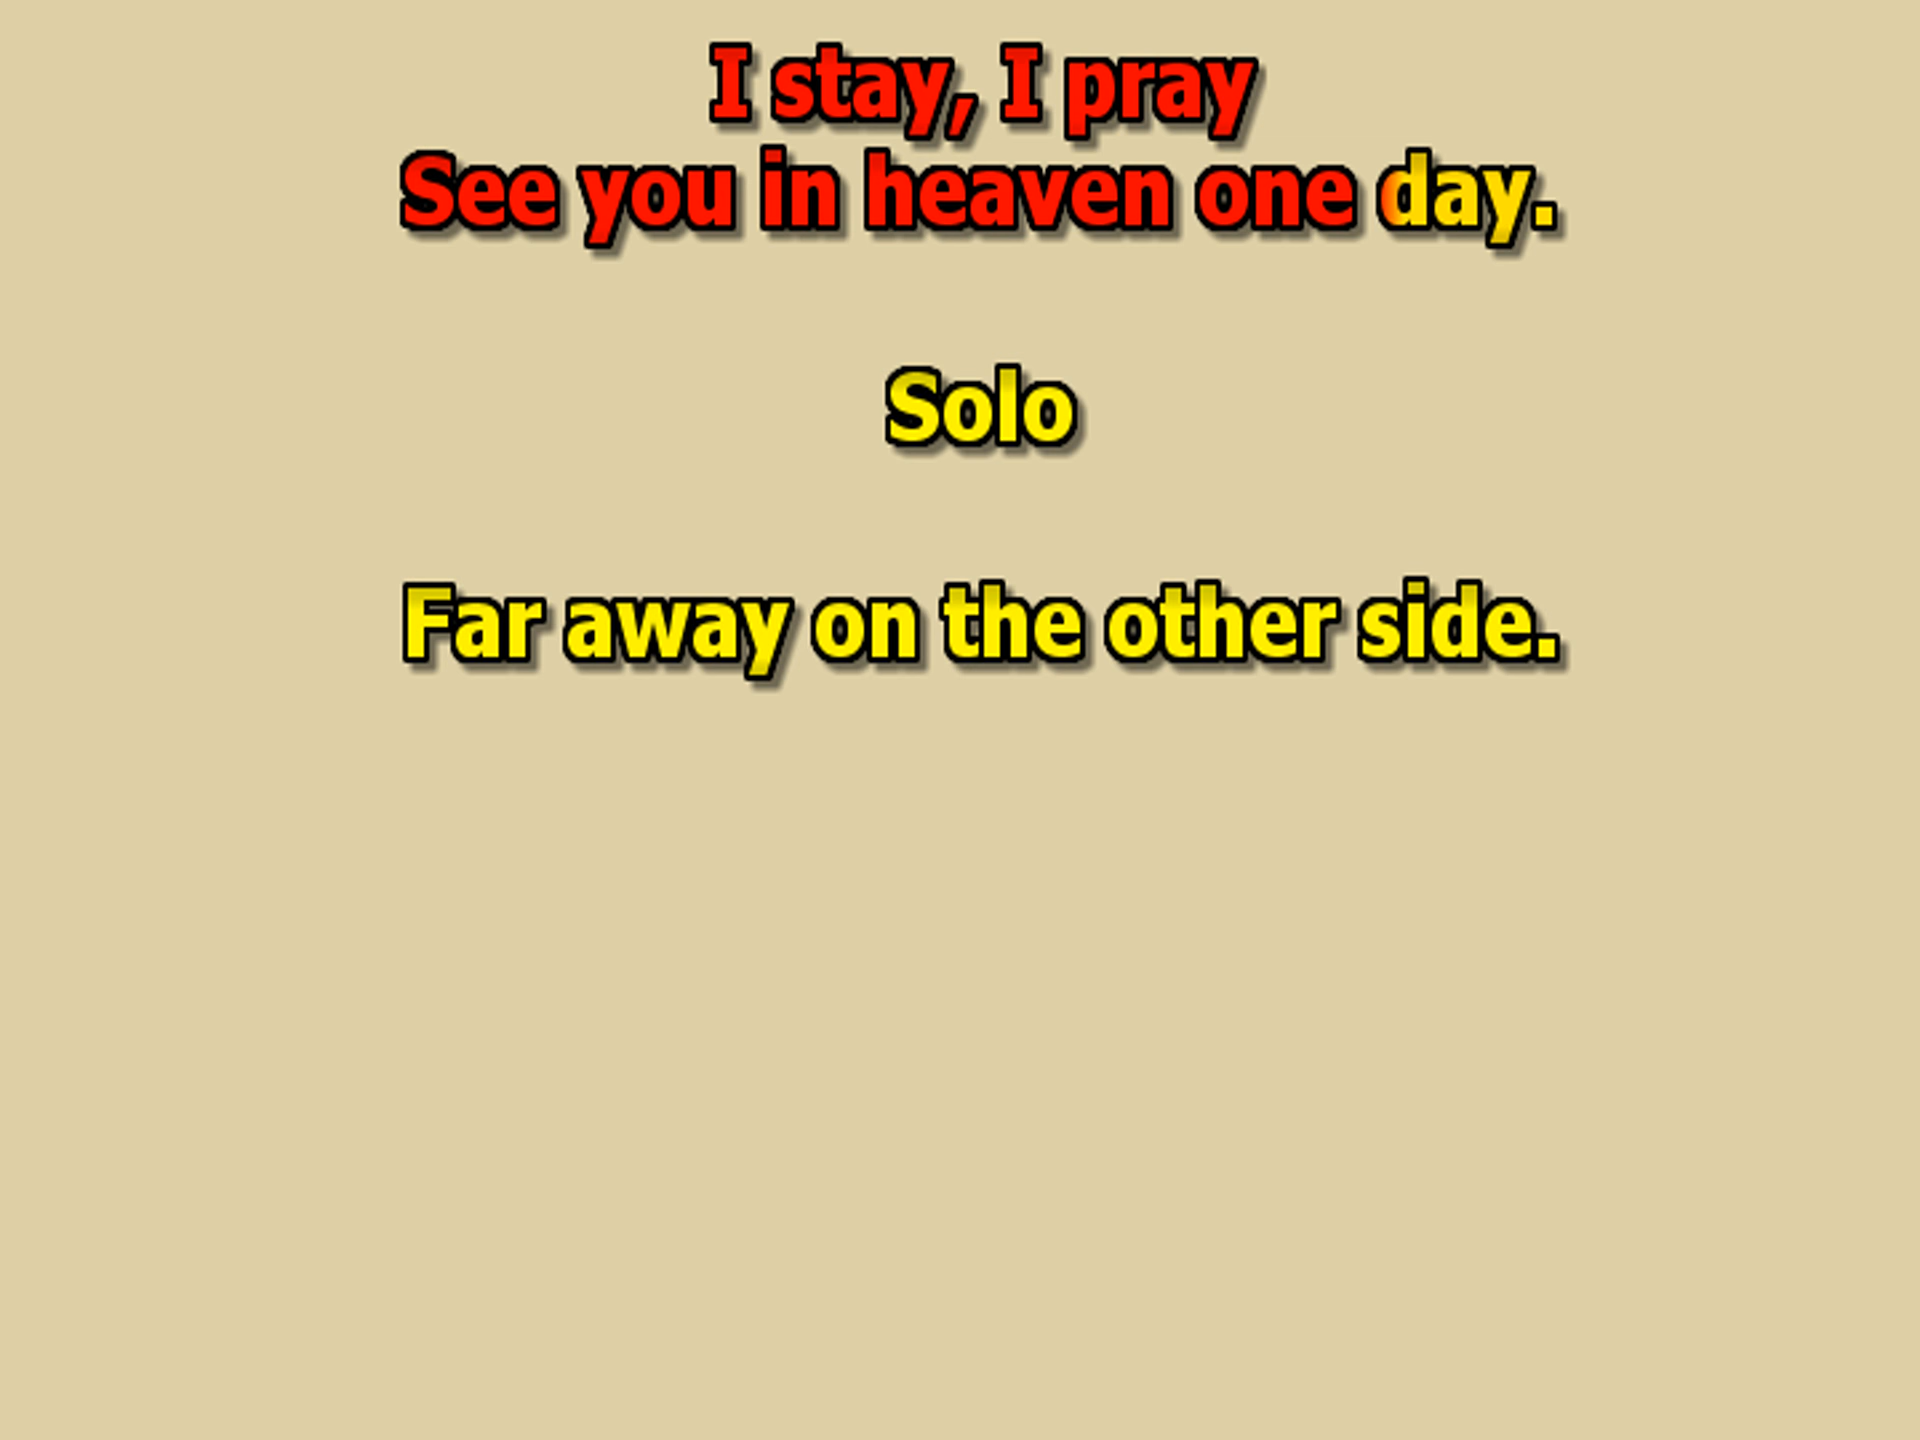 I stay, I pray
See you in heaven one day.
Solo
Far away on the other side.